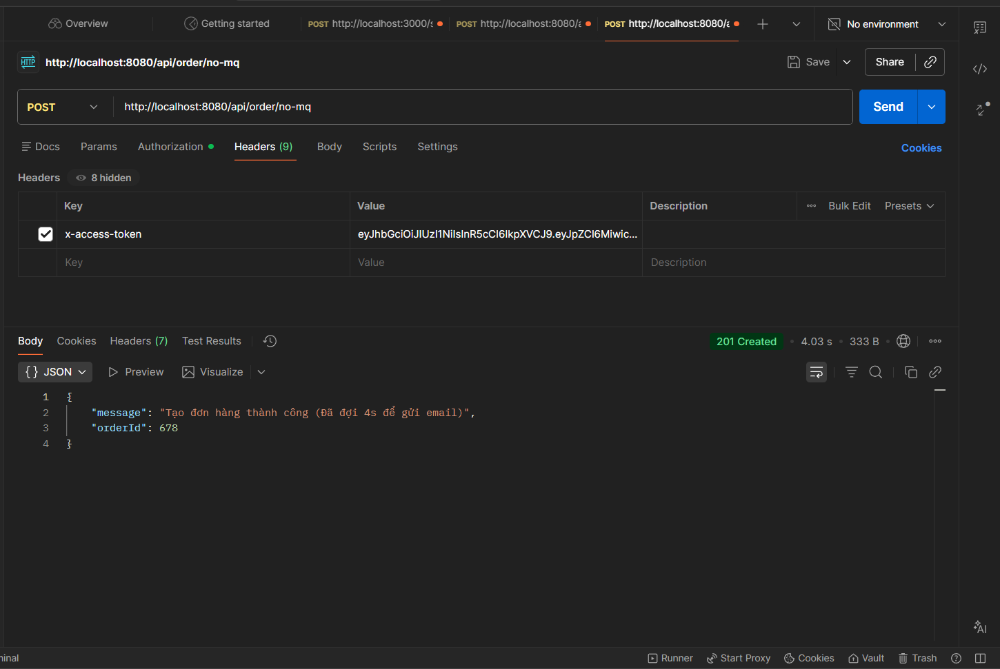 Overview
Getting started
POST http://localhost:3000/s
POST http://localhost:8080/a
POST http://localhost:8080/a
No environment
HTTP http://localhost:8080/api/order/no-mq
Save
Share
POST
http://localhost:8080/api/order/no-mq
Send
Docs
Params
Authorization
Headers (9)
Body
Scripts
Settings
Cookies
Headers
8 hidden
Key
Value
Description
Bulk Edit
Presets
x-access-token
eyJhbGciOiJIUzI1NiIsInR5cCI6IkpXVCJ9.eyJpZCI6Miwic...
Key
Value
Description
Body
Cookies
Headers (7)
Test Results
201 Created
4.03 s
333 B
{} JSON
Preview
Visualize
1 {
2 "message": "Tạo đơn hàng thành công (Đã đợi 4s để gửi email)",
3 "orderId": 678
4 }
AI
minal
Runner
Start Proxy
Cookies
Vault
Trash